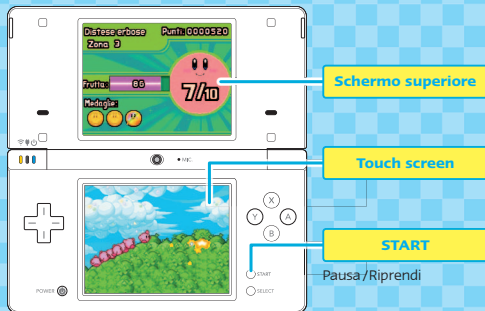 Distese erbose Punti.0000520
Zona 3
Frutta: 86
7/10
Medaglie:
Schermo superiore
MIC.
Touch screen
X
Y A
B
START
START
Pausa/Riprendi
POWER
SELECT